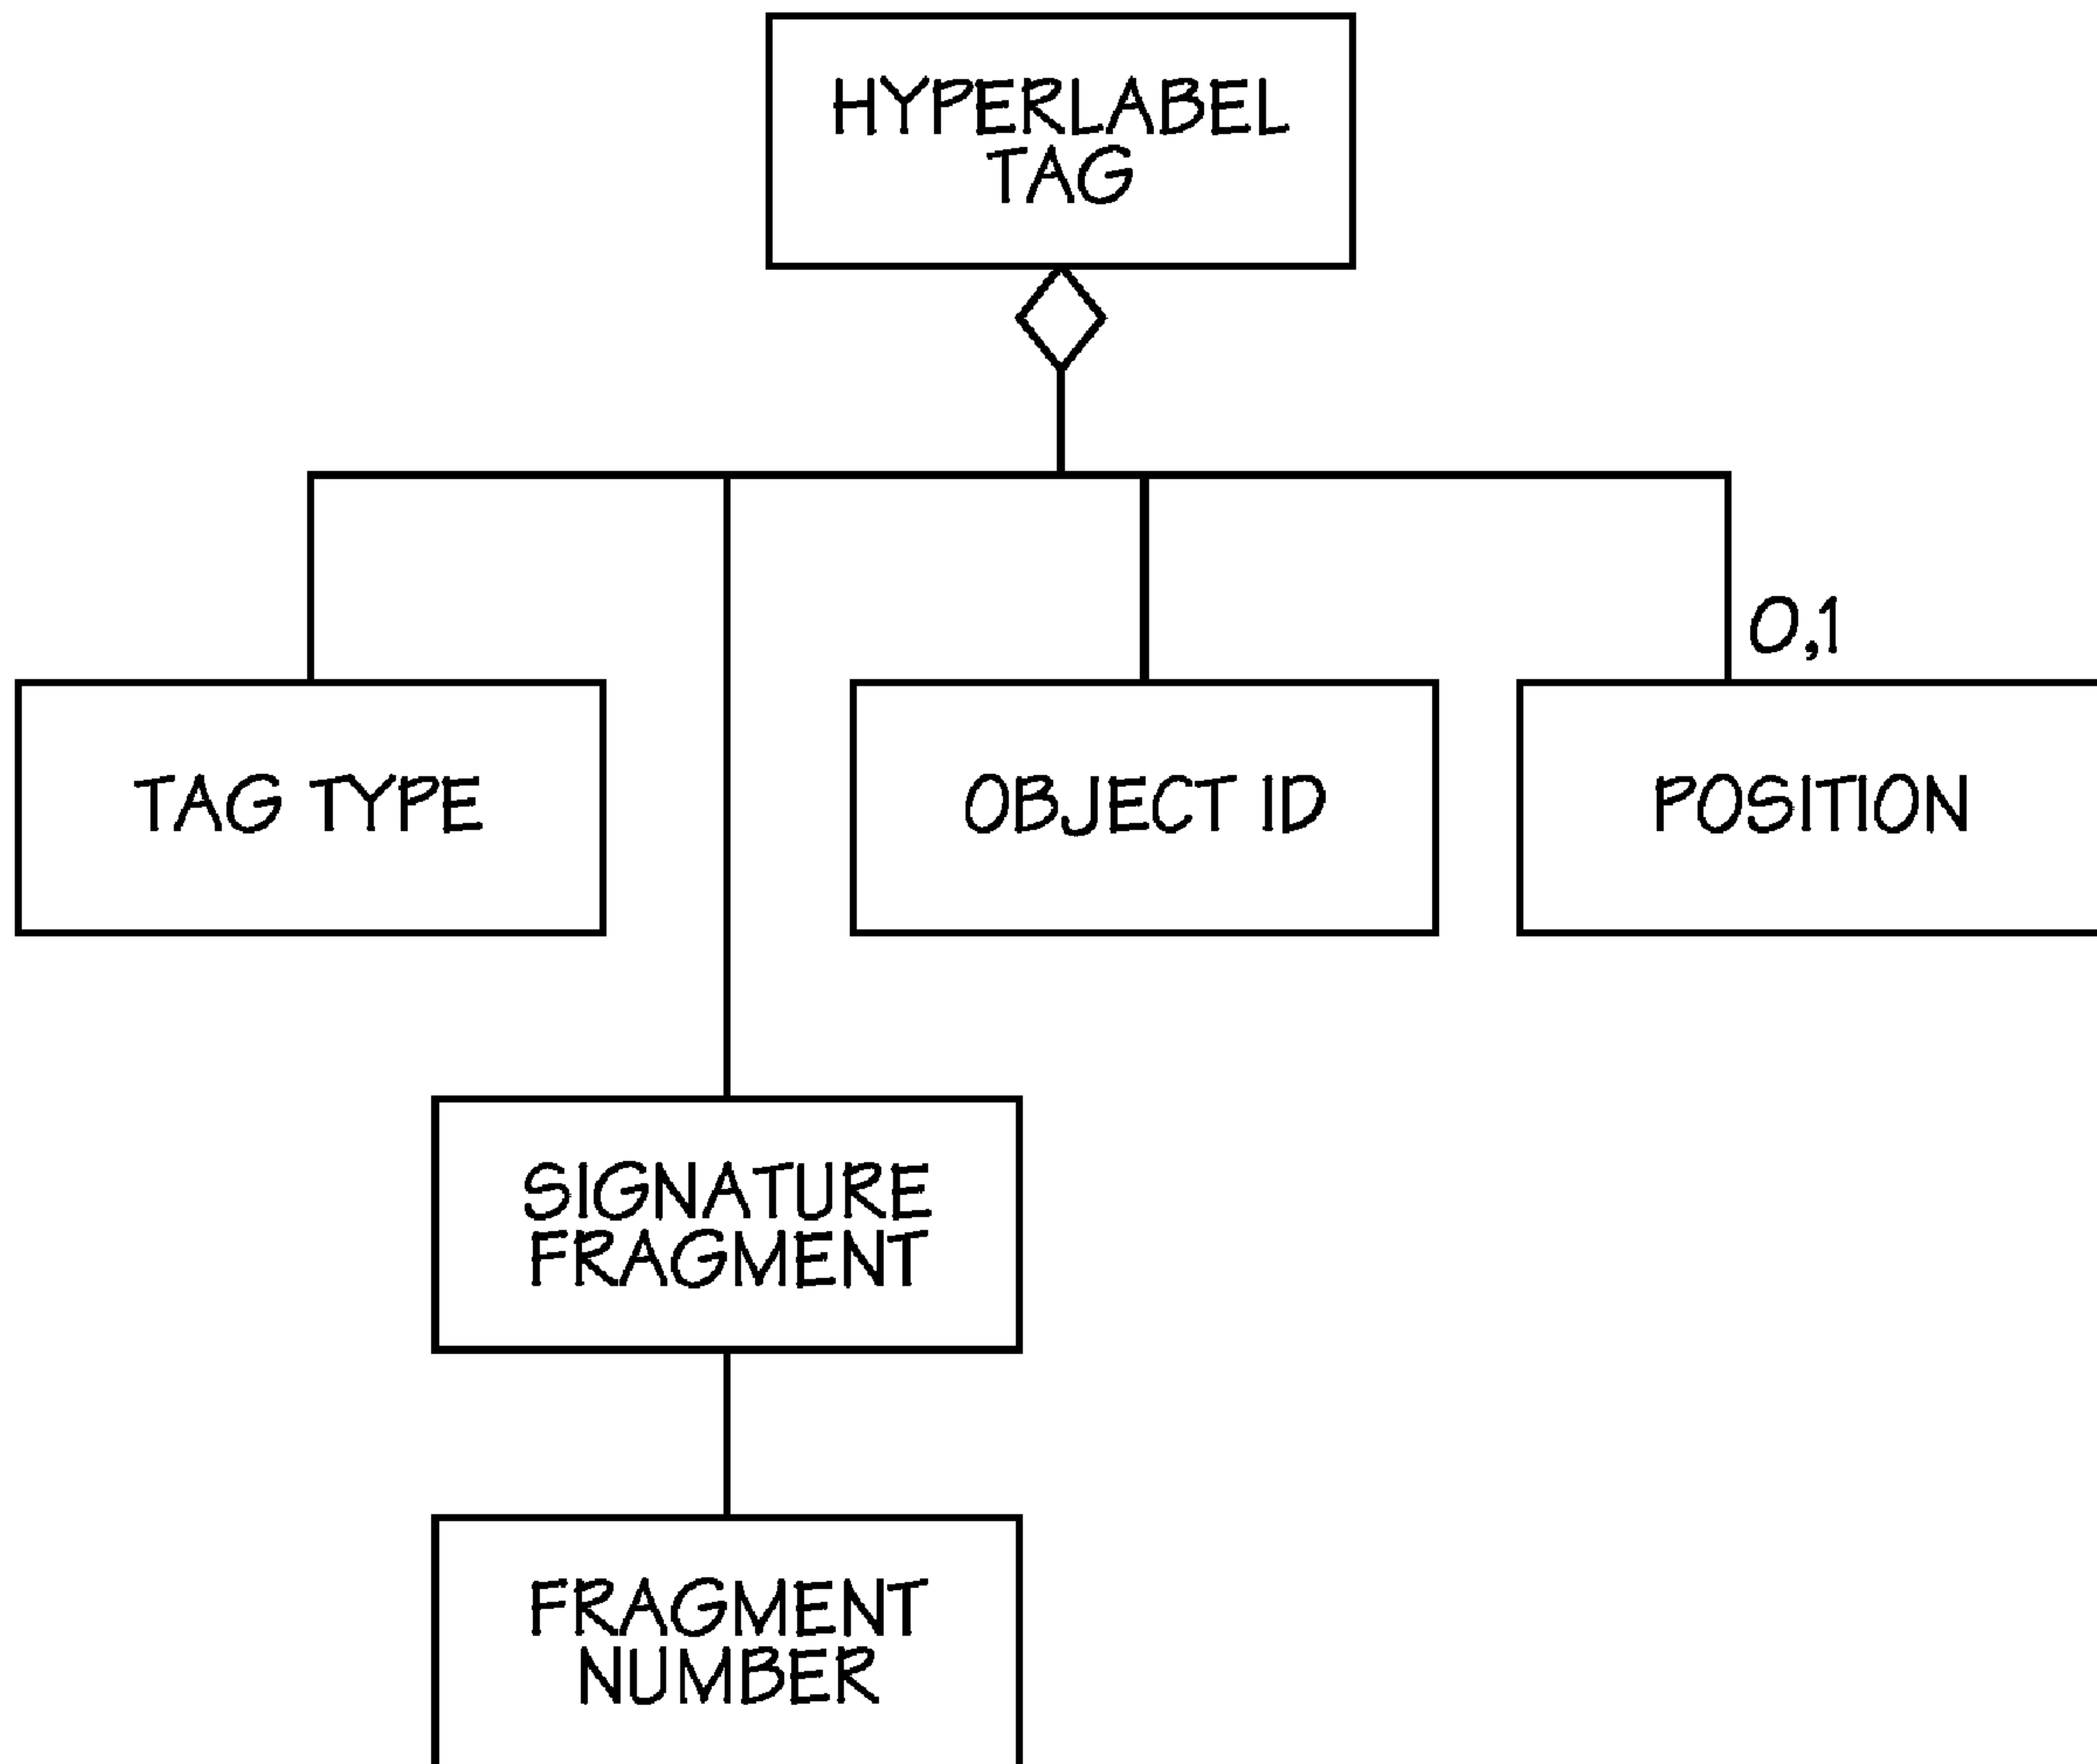 HYPERLABEL
TAG
0,1
TAG TYPE
OBJECT ID
POSITION
SIGNATURE
FRAGMENT
FRAGMENT
NUMBER